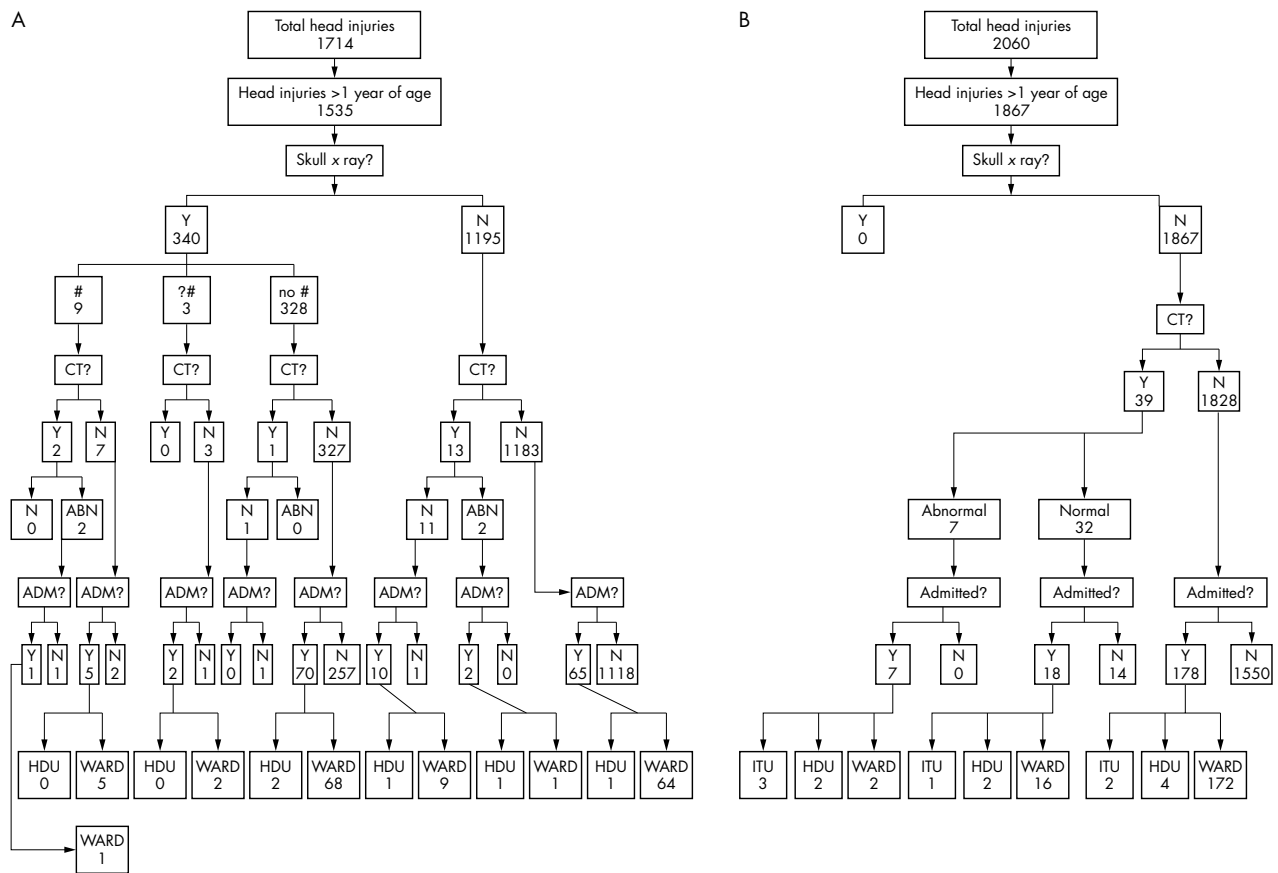 A
Total head injuries
1714
Head injuries >1 year of age
1535
Skull x ray?
Y
340
N
1195
#
9
?#
3
no #
328
CT?
CT?
CT?
CT?
Y
2
N
7
Y
0
N
3
Y
1
N
327
Y
13
N
1183
N
0
ABN
2
N
1
ABN
0
N
11
ABN
2
ADM?
ADM?
ADM?
ADM?
ADM?
ADM?
ADM?
ADM?
Y
1
N
1
Y
5
N
2
Y
2
N
1
Y
0
N
1
Y
70
N
257
Y
10
N
1
Y
2
N
0
Y
65
N
1118
HDU
0
WARD
5
HDU
0
WARD
2
HDU
2
WARD
68
HDU
1
WARD
9
HDU
1
WARD
1
HDU
1
WARD
64
WARD
1
B
Total head injuries
2060
Head injuries >1 year of age
1867
Skull x ray?
Y
0
N
1867
CT?
Y
39
N
1828
Abnormal
7
Normal
32
Admitted?
Admitted?
Admitted?
Y
7
N
0
Y
18
N
14
Y
178
N
1550
ITU
3
HDU
2
WARD
2
ITU
1
HDU
2
WARD
16
ITU
2
HDU
4
WARD
172